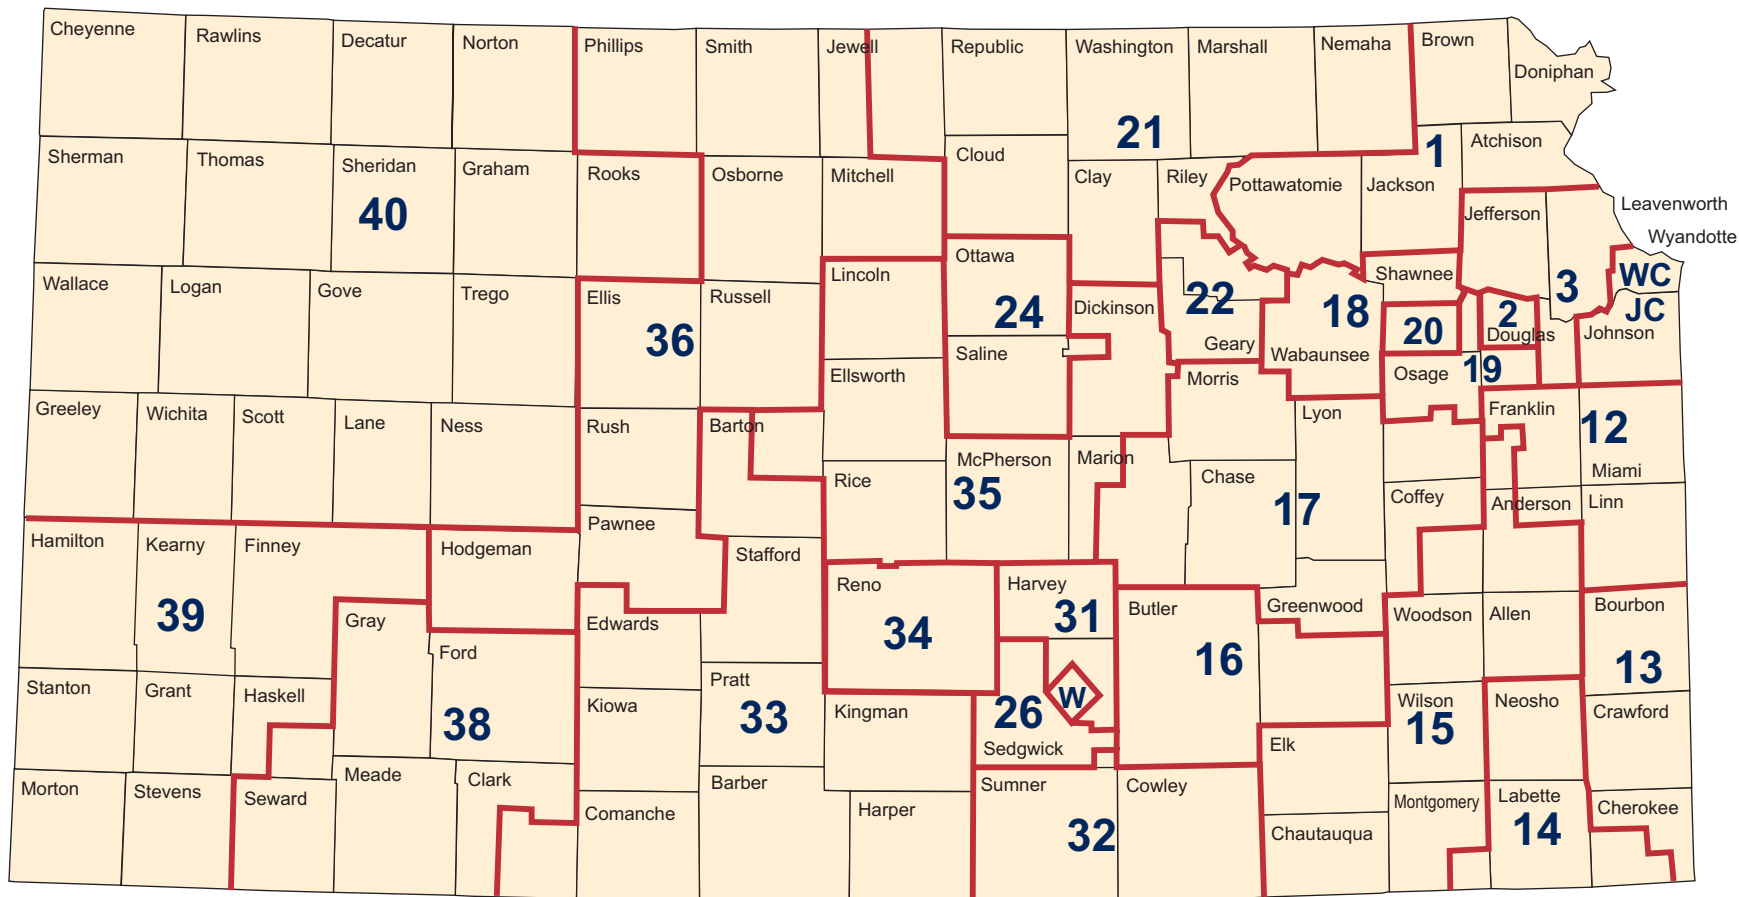 Cheyenne
Rawlins
Decatur
Norton
Phillips
Smith
Jewell
Republic
Washington
Marshall
Nemaha
Brown
Doniphan
21
1
Atchison
Sherman
Thomas
Sheridan
Graham
Rooks
Osborne
Mitchell
Cloud
Clay
Riley
Pottawatomie
Jackson
Jefferson
Leavenworth
Wyandotte
40
Wallace
Logan
Gove
Trego
Ellis
Russell
Lincoln
Ottawa
Dickinson
Shawnee
WC
JC
3
2
36
24
22
18
20
Geary
Wabaunsee
Douglas
Johnson
Saline
Ellsworth
Morris
Osage
19
Greeley
Wichita
Scott
Lane
Ness
Rush
Barton
Lyon
Franklin
12
Miami
Rice
McPherson
Marion
35
Chase
17
Coffey
Anderson
Linn
Hamilton
Kearny
Finney
Hodgeman
Pawnee
Stafford
Reno
Harvey
Butler
Greenwood
Woodson
Allen
Bourbon
39
Gray
Ford
Edwards
34
31
16
13
Stanton
Grant
Haskell
38
Kiowa
Pratt
33
Kingman
26
W
Sedgwick
Elk
Wilson
15
Neosho
Crawford
Morton
Stevens
Seward
Meade
Clark
Comanche
Barber
Harper
Sumner
Cowley
32
Chautauqua
Montgomery
Labette
14
Cherokee